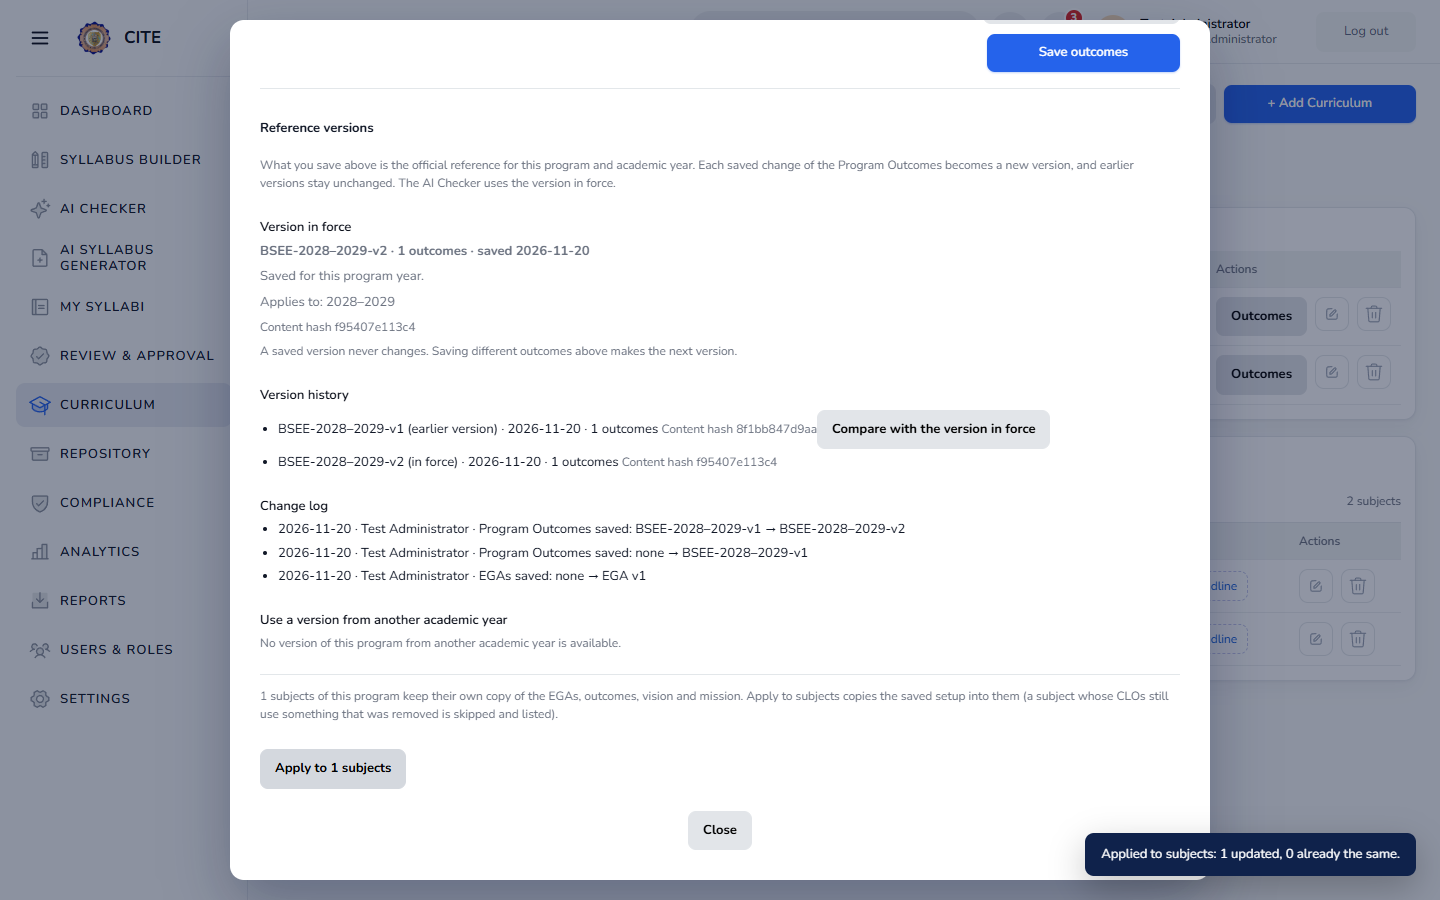 CITE
3
istrator
dministrator
Log out
+ Add Curriculum
DASHBOARD
SYLLABUS BUILDER
AI CHECKER
AI SYLLABUS
GENERATOR
MY SYLLABI
REVIEW & APPROVAL
CURRICULUM
REPOSITORY
COMPLIANCE
ANALYTICS
REPORTS
USERS & ROLES
SETTINGS
Save outcomes
Reference versions
What you save above is the official reference for this program and academic year. Each saved change of the Program Outcomes becomes a new version, and earlier
versions stay unchanged. The AI Checker uses the version in force.
Version in force
BSEE-2028–2029-v2 · 1 outcomes · saved 2026-11-20
Saved for this program year.
Applies to: 2028–2029
Content hash f95407e113c4
A saved version never changes. Saving different outcomes above makes the next version.
Version history
• BSEE-2028–2029-v1 (earlier version) · 2026-11-20 · 1 outcomes Content hash 8f1bb847d9aa Compare with the version in force
• BSEE-2028–2029-v2 (in force) · 2026-11-20 · 1 outcomes Content hash f95407e113c4
Change log
• 2026-11-20 · Test Administrator · Program Outcomes saved: BSEE-2028–2029-v1 → BSEE-2028–2029-v2
• 2026-11-20 · Test Administrator · Program Outcomes saved: none → BSEE-2028–2029-v1
• 2026-11-20 · Test Administrator · EGAs saved: none → EGA v1
Use a version from another academic year
No version of this program from another academic year is available.
1 subjects of this program keep their own copy of the EGAs, outcomes, vision and mission. Apply to subjects copies the saved setup into them (a subject whose CLOs still
use something that was removed is skipped and listed).
Apply to 1 subjects
Close
Actions
Outcomes
Outcomes
2 subjects
Actions
dline
dline
Applied to subjects: 1 updated, 0 already the same.